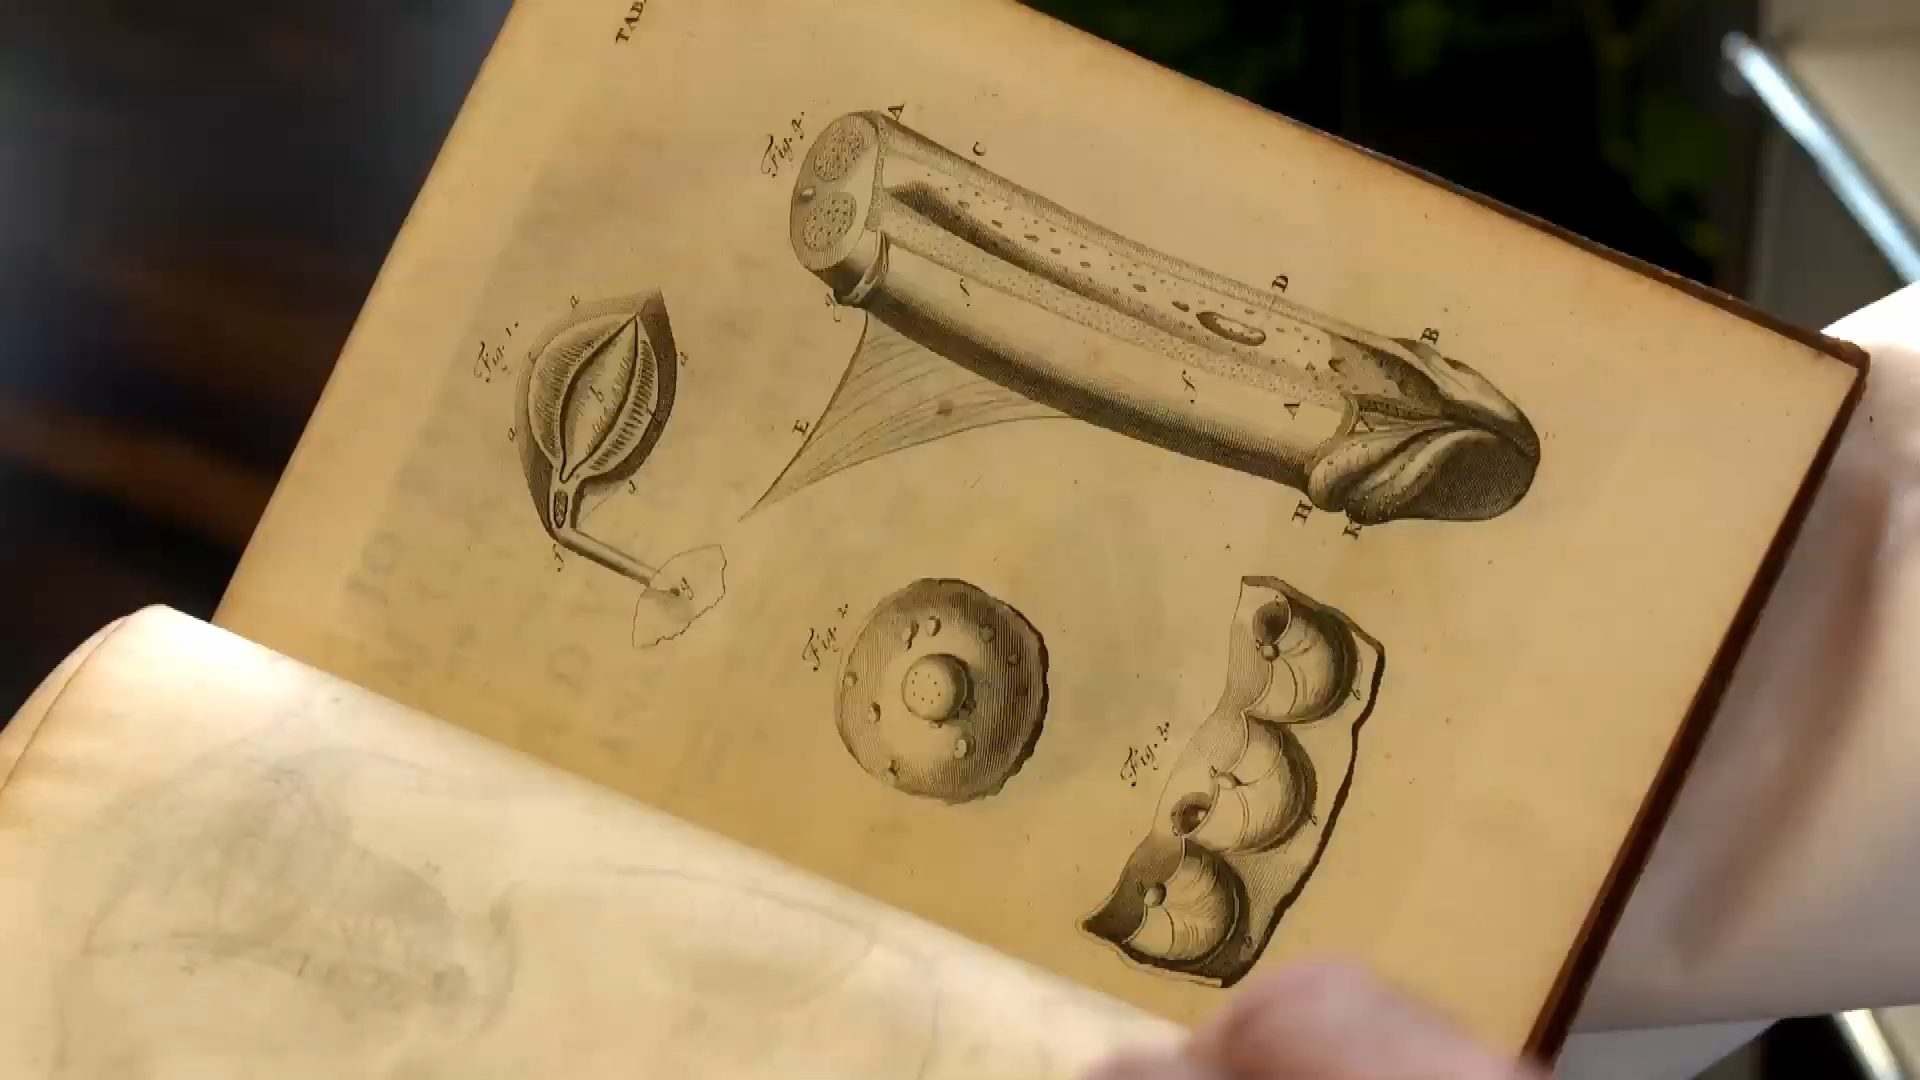 TAB.
Fig. 4.
A
C
D
B
g
f
f
A
E
H
K
Fig. 1.
a
a
a
b
f
g
Fig. 2.
Fig. 3.
a
b
b
b